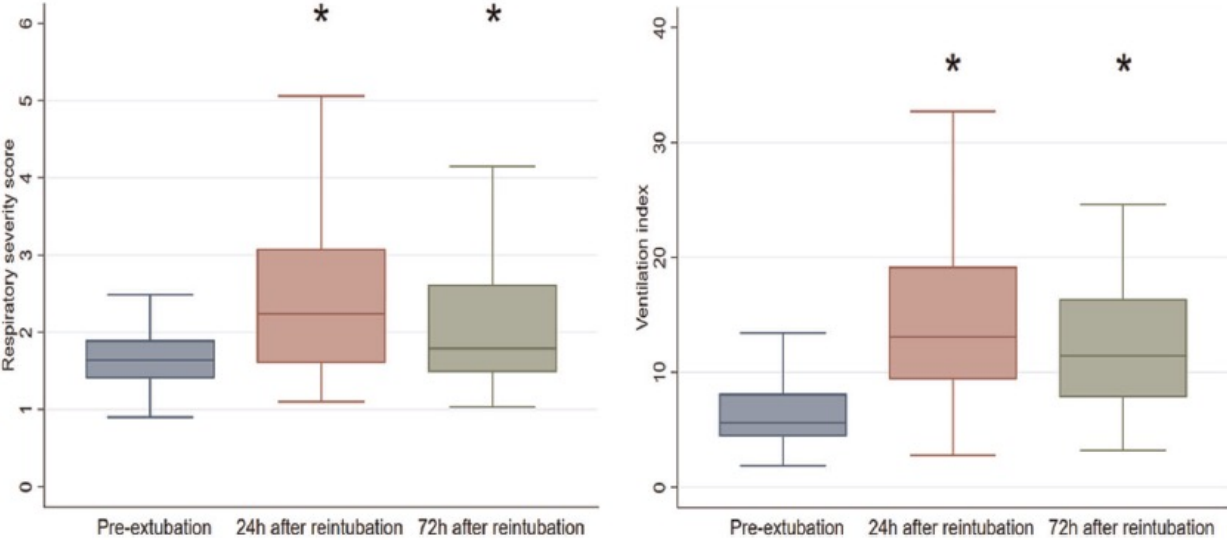 Respiratory severity score
6
5
4
3
2
1
0
*
*
Pre-extubation
24h after reintubation
72h after reintubation
Ventilation index
40
30
20
10
0
*
*
Pre-extubation
24h after reintubation
72h after reintubation